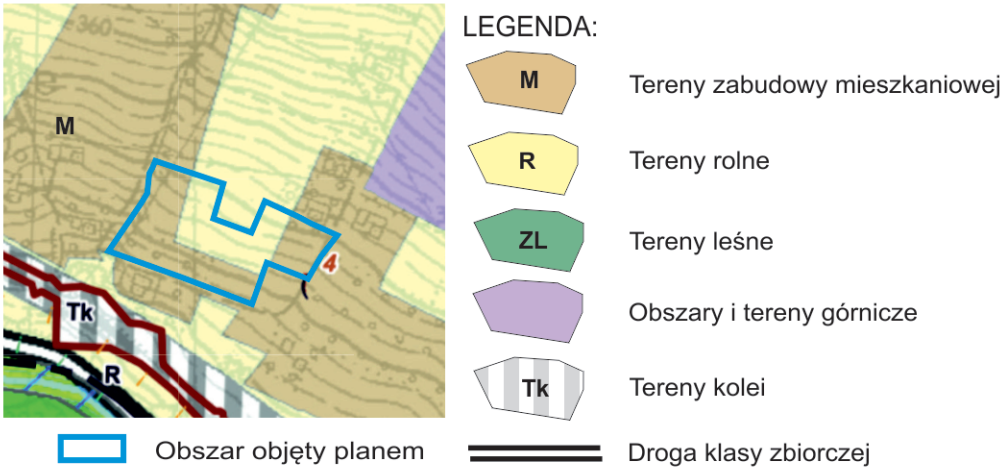 360
M
4
Tk
R
LEGENDA:
M Tereny zabudowy mieszkaniowej
R Tereny rolne
ZL Tereny leśne
Obszary i tereny górnicze
Tk Tereny kolei
Obszar objęty planem
Droga klasy zbiorczej